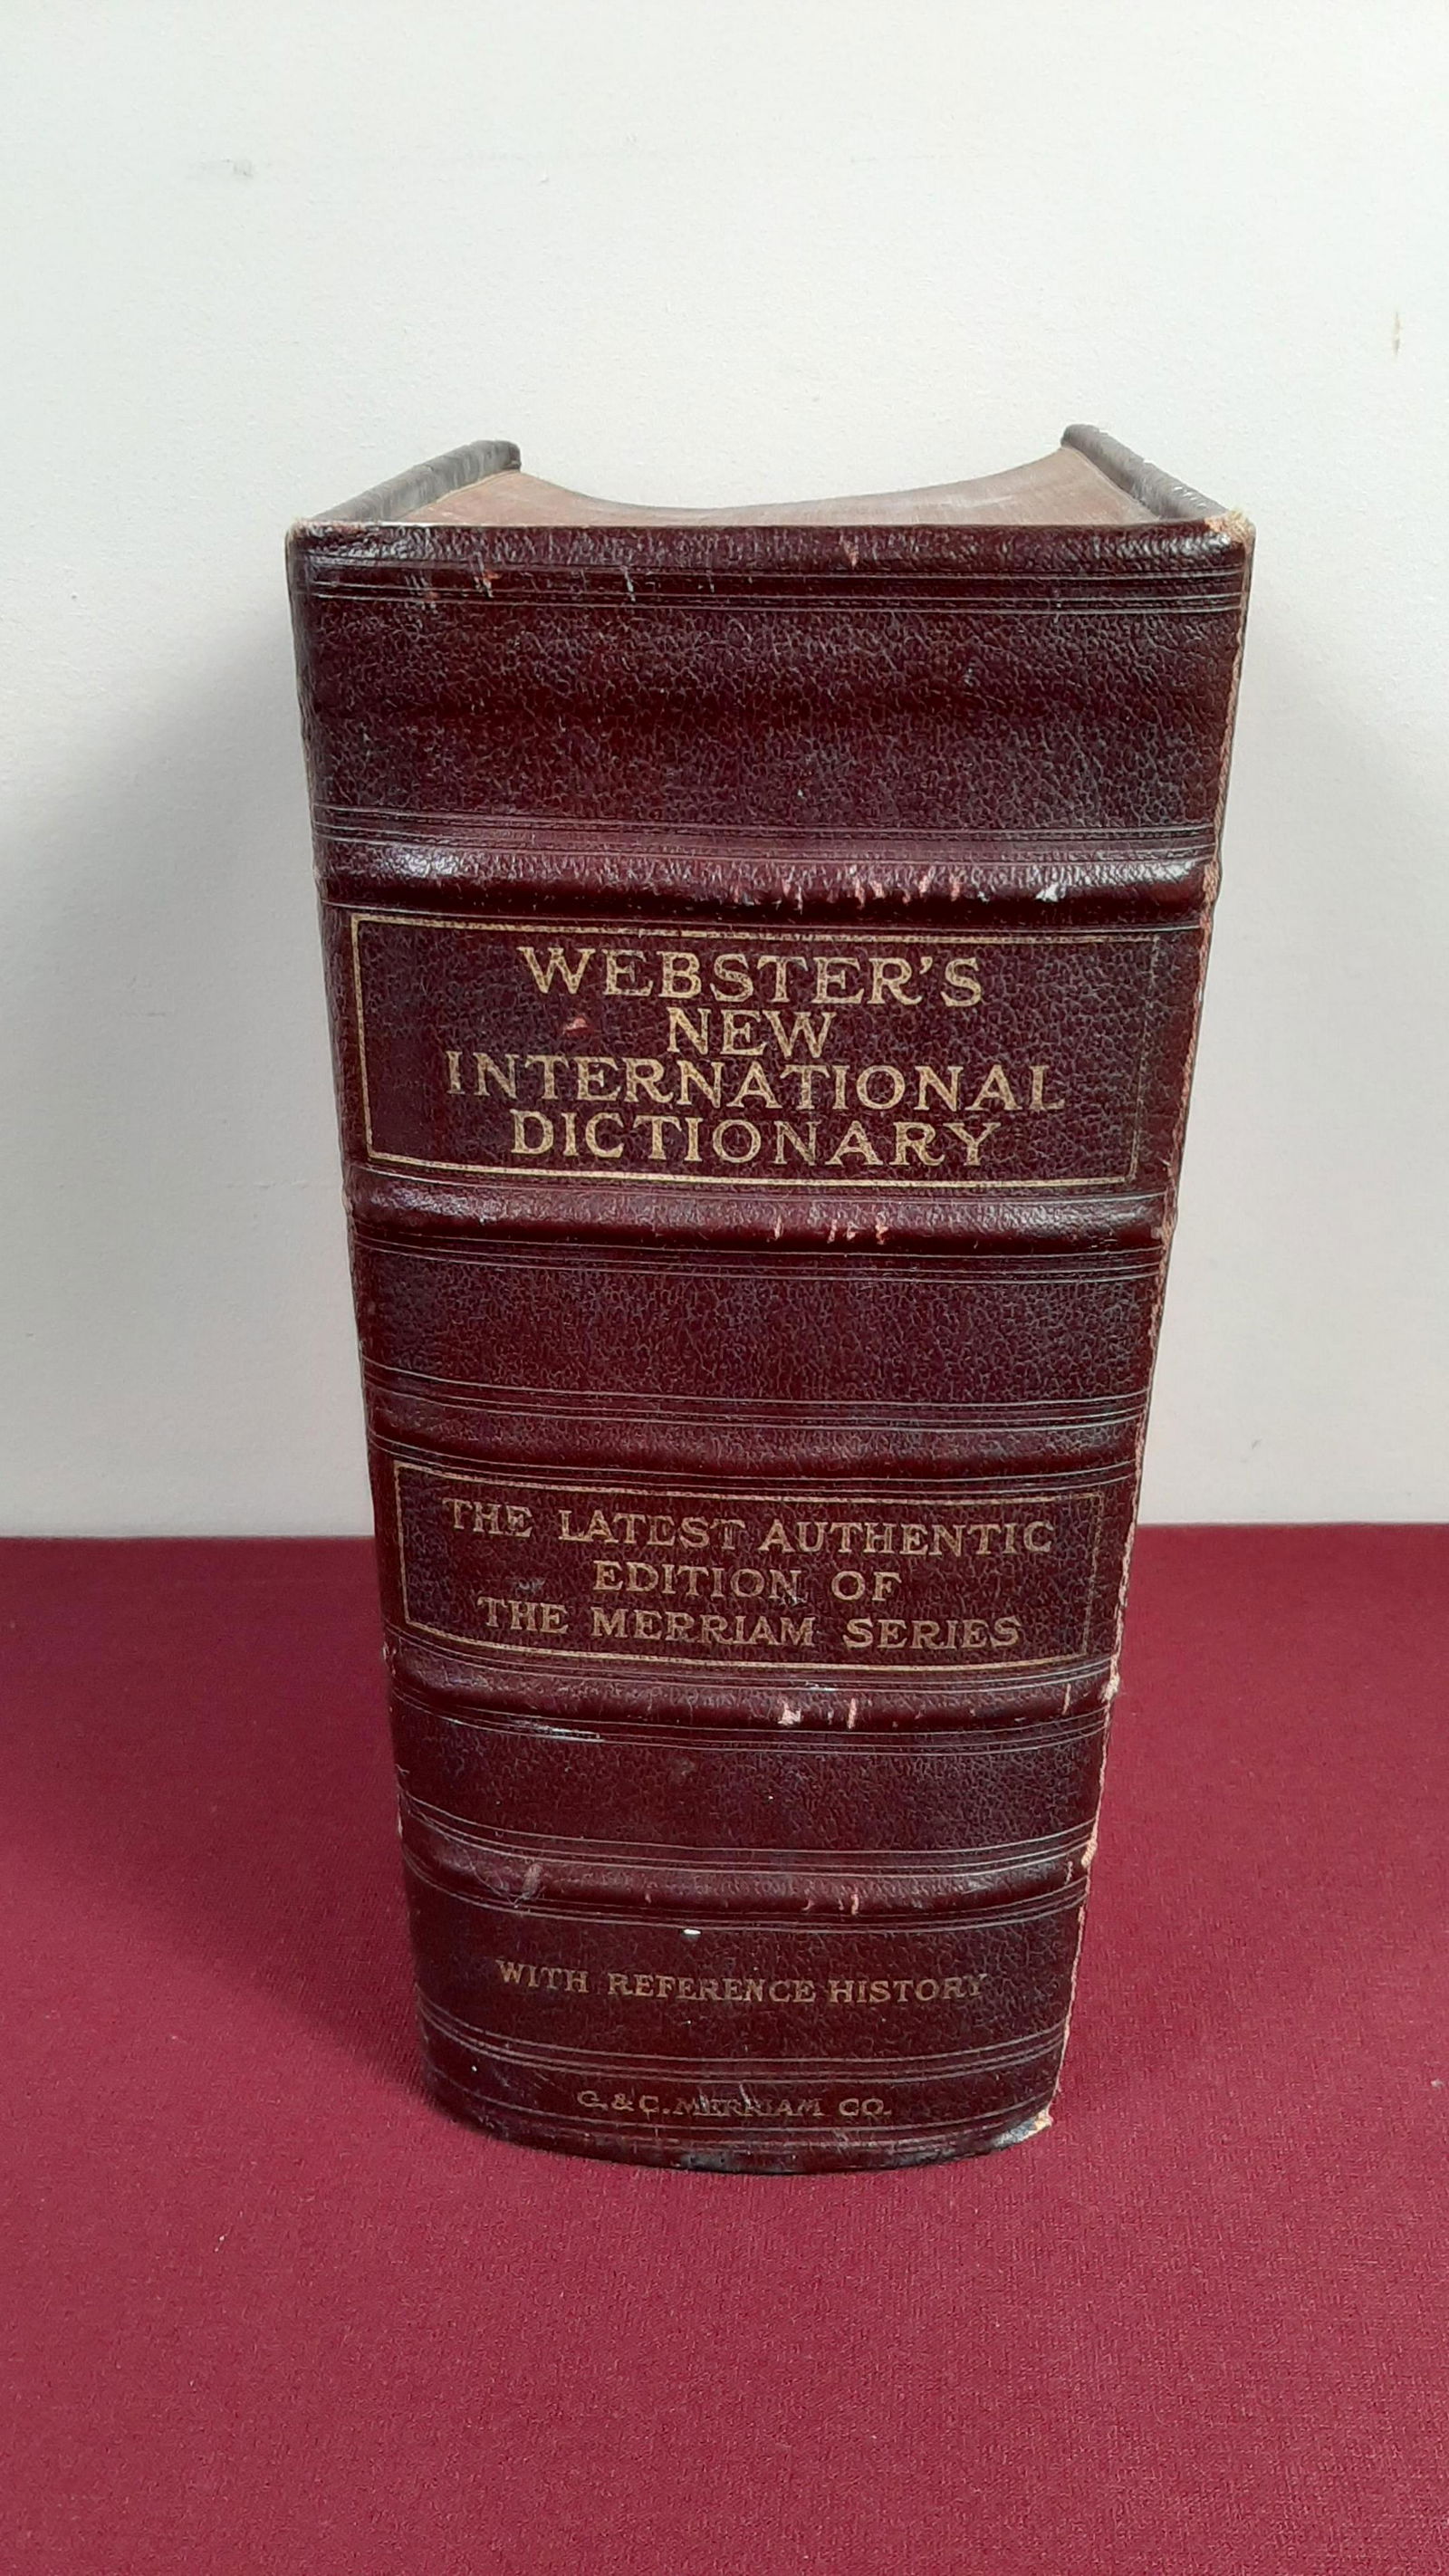 WEBSTER'S
NEW
INTERNATIONAL
DICTIONARY
THE LATEST AUTHENTIC
EDITION OF
THE MERRIAM SERIES
WITH REFERENCE HISTORY
G. & C. MERRIAM CO.